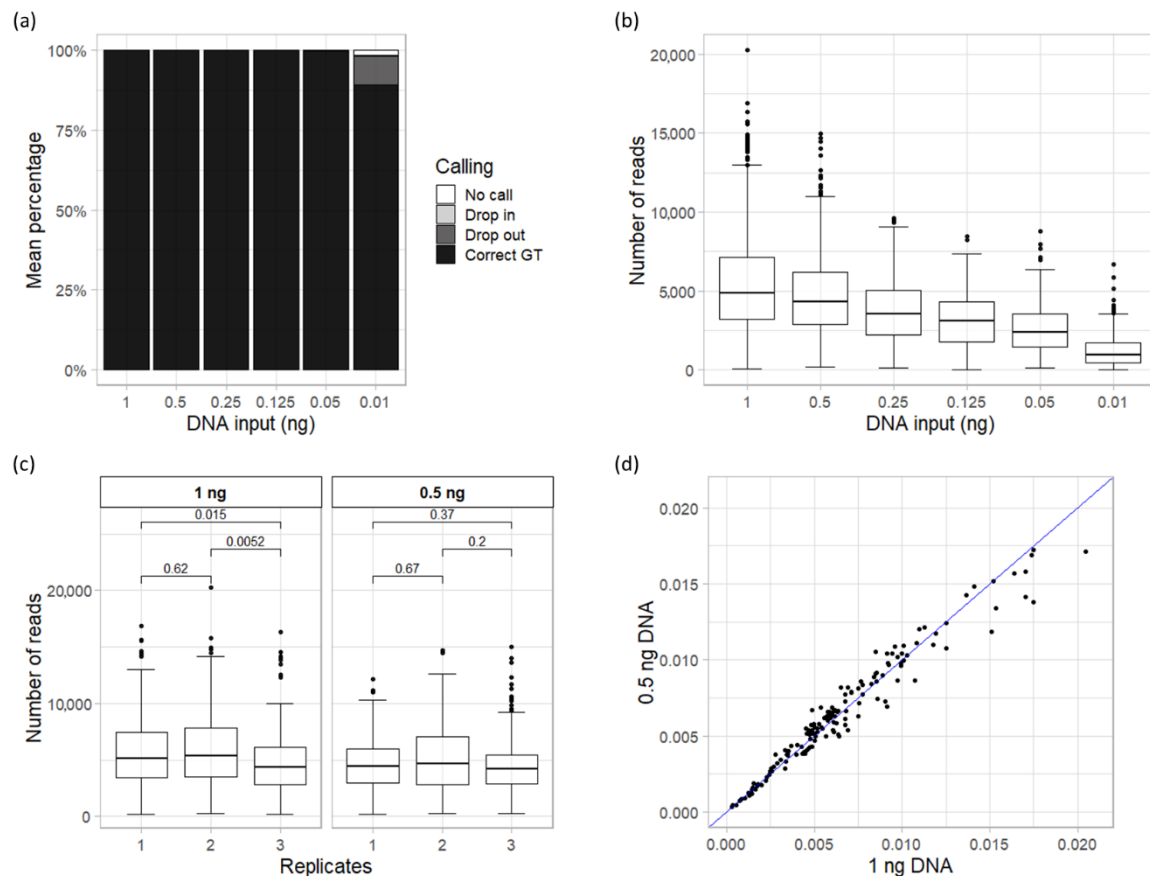 (a)
100%
75%
50%
25%
0%
Mean percentage
1 0.5 0.25 0.125 0.05 0.01
DNA input (ng)
Calling
No call
Drop in
Drop out
Correct GT
(b)
20,000
15,000
10,000
5,000
0
Number of reads
1 0.5 0.25 0.125 0.05 0.01
DNA input (ng)
(c)
1 ng 0.5 ng
0.015 0.37
0.0052 0.2
0.62 0.67
20,000
10,000
0
Number of reads
1 2 3 1 2 3
Replicates
(d)
0.020
0.015
0.010
0.005
0.000
0.5 ng DNA
0.000 0.005 0.010 0.015 0.020
1 ng DNA